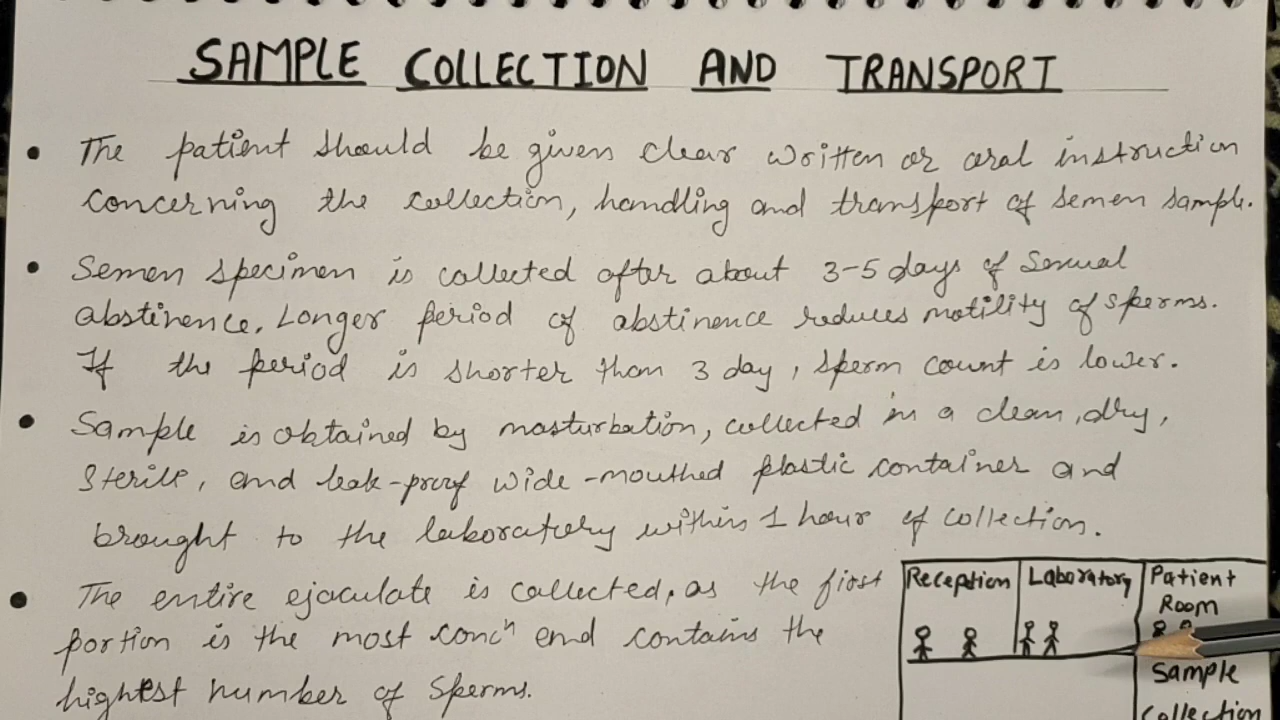 SAMPLE COLLECTION AND TRANSPORT
• The patient should be given clear written or oral instruction
concerning the collection, handling and transport of semen sample.
• Semen specimen is collected after about 3-5 days of Sexual
abstinence. Longer period of abstinence reduces motility of sperms.
If the period is shorter than 3 day, sperm count is lower.
• Sample is obtained by masturbation, collected in a clean, dry,
sterile, and leak-proof wide-mouthed plastic container and
brought to the laboratory within 1 hour of collection.
• The entire ejaculate is collected, as the first
portion is the most concⁿ end contains the
highest number of sperms.
Reception
Laboratory
Patient
Room
Sample
Collection